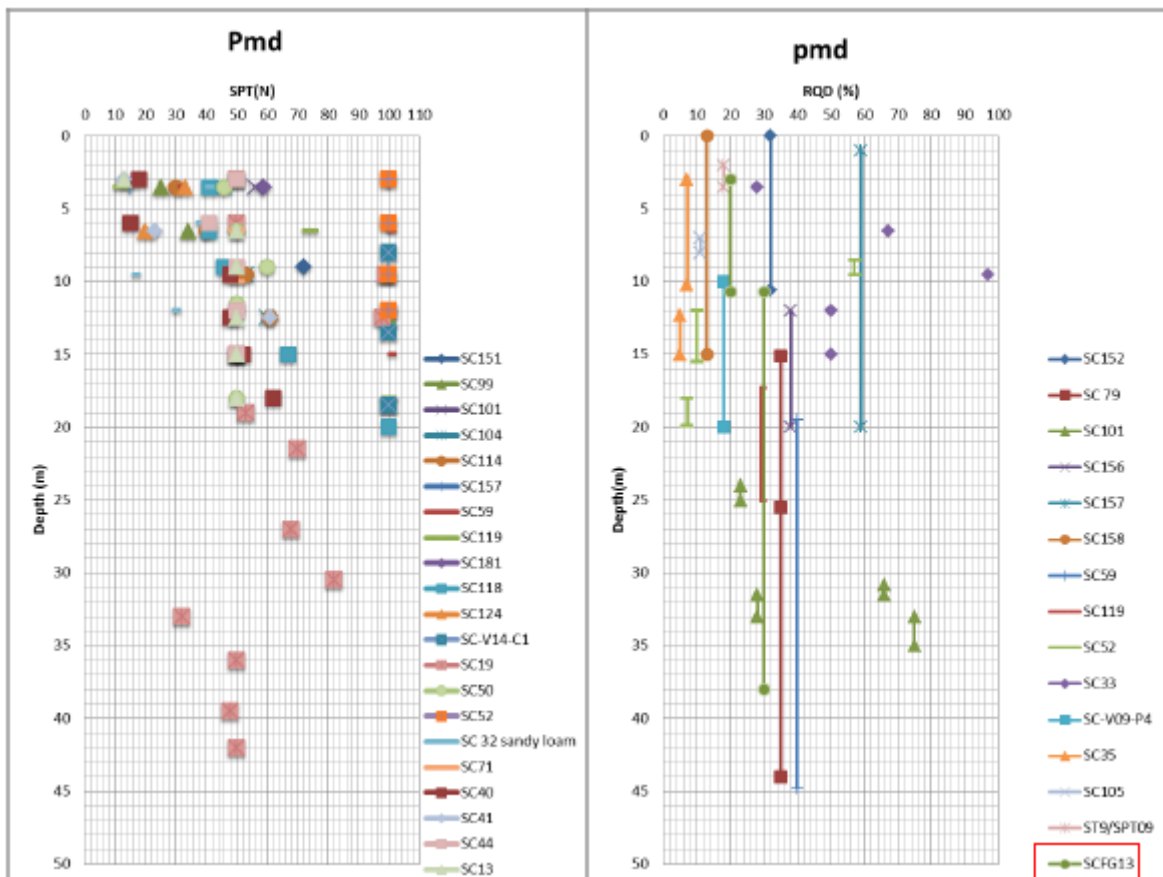 Pmd
SPT(N)
0 10 20 30 40 50 60 70 80 90 100 110
0
5
10
15
20
25
30
35
40
45
50
Depth (m)
SC151
SC99
SC101
SC104
SC114
SC157
SC59
SC119
SC181
SC118
SC124
SC-V14-C1
SC19
SC50
SC52
SC 32 sandy loam
SC71
SC40
SC41
SC44
SC13
pmd
RQD (%)
0 10 20 30 40 50 60 70 80 90 100
0
5
10
15
20
25
30
35
40
45
50
Depth(m)
SC152
SC 79
SC101
SC156
SC157
SC158
SC59
SC119
SC52
SC33
SC-V09-P4
SC35
SC105
ST9/SPT09
SCFG13